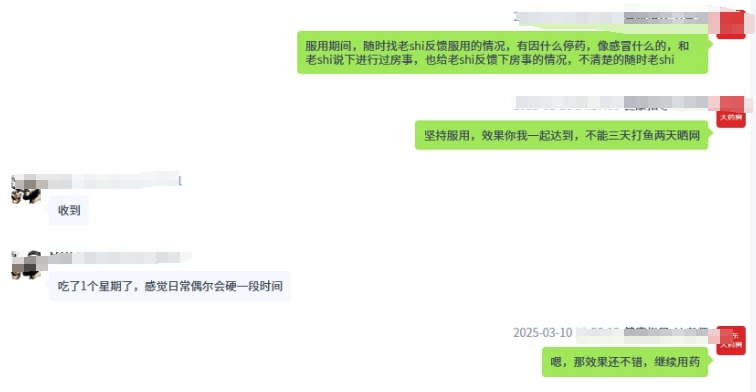 服用期间，随时找老shi反馈服用的情况，有因什么停药，像感冒什么的，和
老shi说下进行过房事，也给老shi反馈下房事的情况，不清楚的随时老shi
大药房
坚持服用，效果你我一起达到，不能三天打鱼两天晒网
收到
吃了1个星期了，感觉日常偶尔会硬一段时间
2025-03-10
大药房
嗯，那效果还不错，继续用药